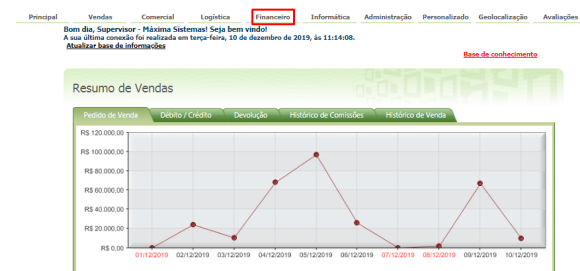 Principal Vendas Comercial Logística Financeiro Informática Administração Personalizado Geolocalização Avaliações
Bom dia, Supervisor - Máxima Sistemas! Seja bem vindo!
A sua última conexão foi realizada em terça-feira, 10 de dezembro de 2019, às 11:14:08.
Atualizar base de informações
Base de conhecimento
Resumo de Vendas
Pedido de Venda Débito / Crédito Devolução Histórico de Comissões Histórico de Venda
R$ 120.000,00
R$ 100.000,00
R$ 80.000,00
R$ 60.000,00
R$ 40.000,00
R$ 20.000,00
R$ 0,00
01/12/2019 02/12/2019 03/12/2019 04/12/2019 05/12/2019 06/12/2019 07/12/2019 08/12/2019 09/12/2019 10/12/2019